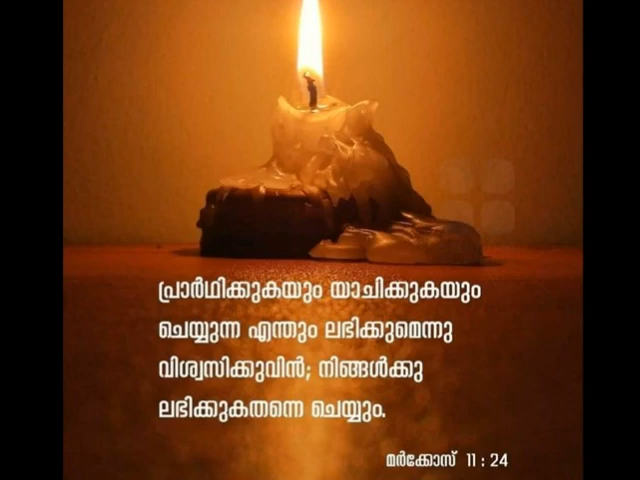 പ്രാർഥിക്കുകയും യാചിക്കുകയും
ചെയ്യുന്ന എന്തും ലഭിക്കുമെന്നു
വിശ്വസിക്കുവിൻ; നിങ്ങൾക്കു
ലഭിക്കുകതന്നെ ചെയ്യും.
മർക്കോസ് 11 : 24